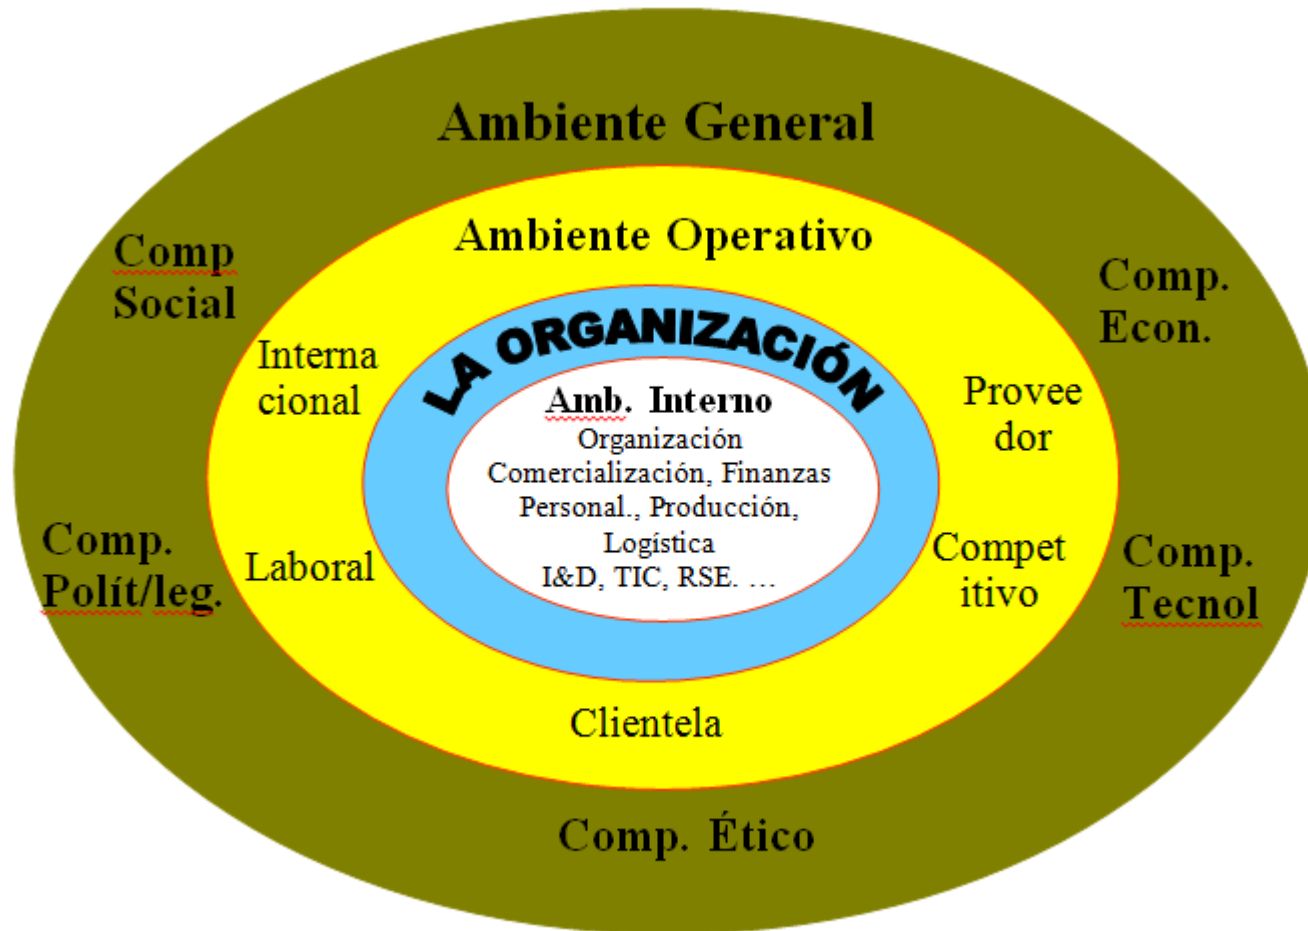 Ambiente General
Ambiente Operativo
Comp
Social
Comp.
Econ.
LA ORGANIZACIÓN
Interna
cional
Provee
dor
Amb. Interno
Organización
Comercialización, Finanzas
Personal., Producción,
Logística
I&D, TIC, RSE. …
Comp.
Polít/leg.
Laboral
Compet
itivo
Comp.
Tecnol
Clientela
Comp. Ético